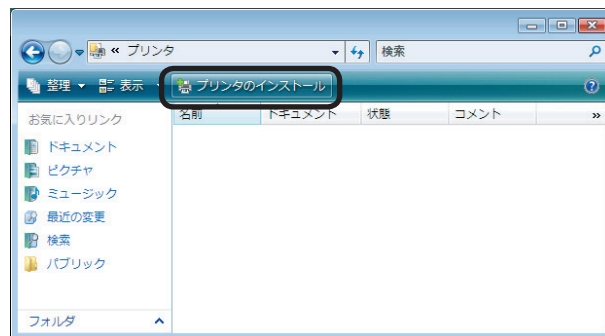 « プリンタ 検索
整理 表示 プリンタのインストール
お気に入りリンク
名前 ドキュメント 状態 コメント »
ドキュメント
ピクチャ
ミュージック
最近の変更
検索
パブリック
フォルダ